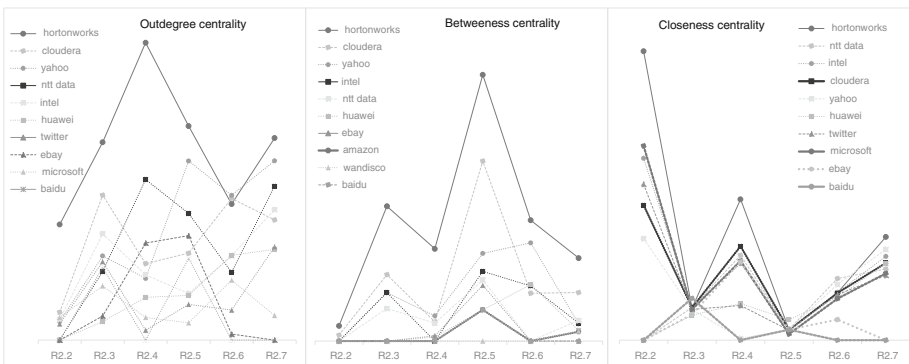 Outdegree centrality
hortonworks
cloudera
yahoo
ntt data
intel
huawei
twitter
ebay
microsoft
baidu
R2.2 R2.3 R2.4 R2.5 R2.6 R2.7
Betweeness centrality
hortonworks
cloudera
yahoo
intel
ntt data
huawei
ebay
amazon
wandisco
baidu
R2.2 R2.3 R2.4 R2.5 R2.6 R2.7
Closeness centrality
hortonworks
ntt data
intel
cloudera
yahoo
huawei
twitter
microsoft
ebay
baidu
R2.2 R2.3 R2.4 R2.5 R2.6 R2.7